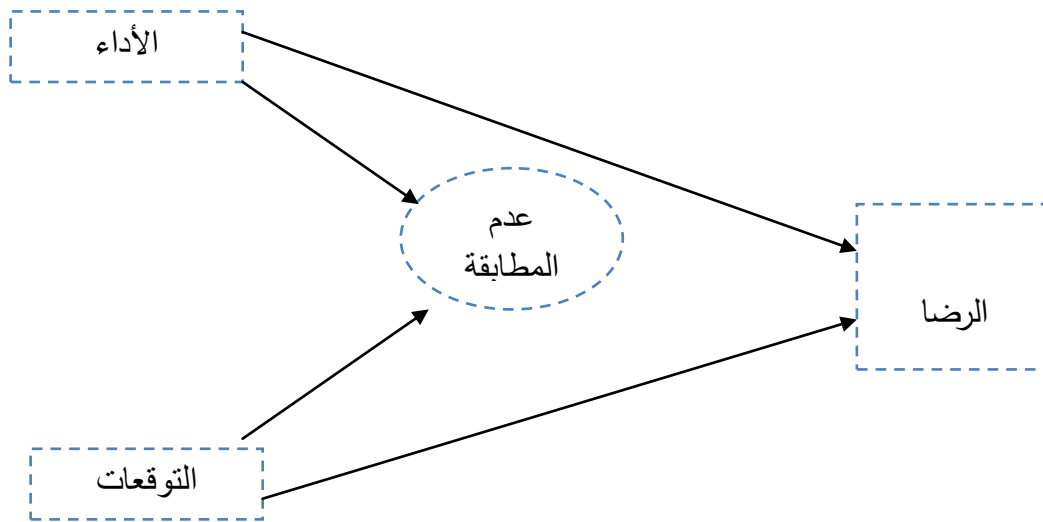 الأداء
عدم
المطابقة
الرضا
التوقعات